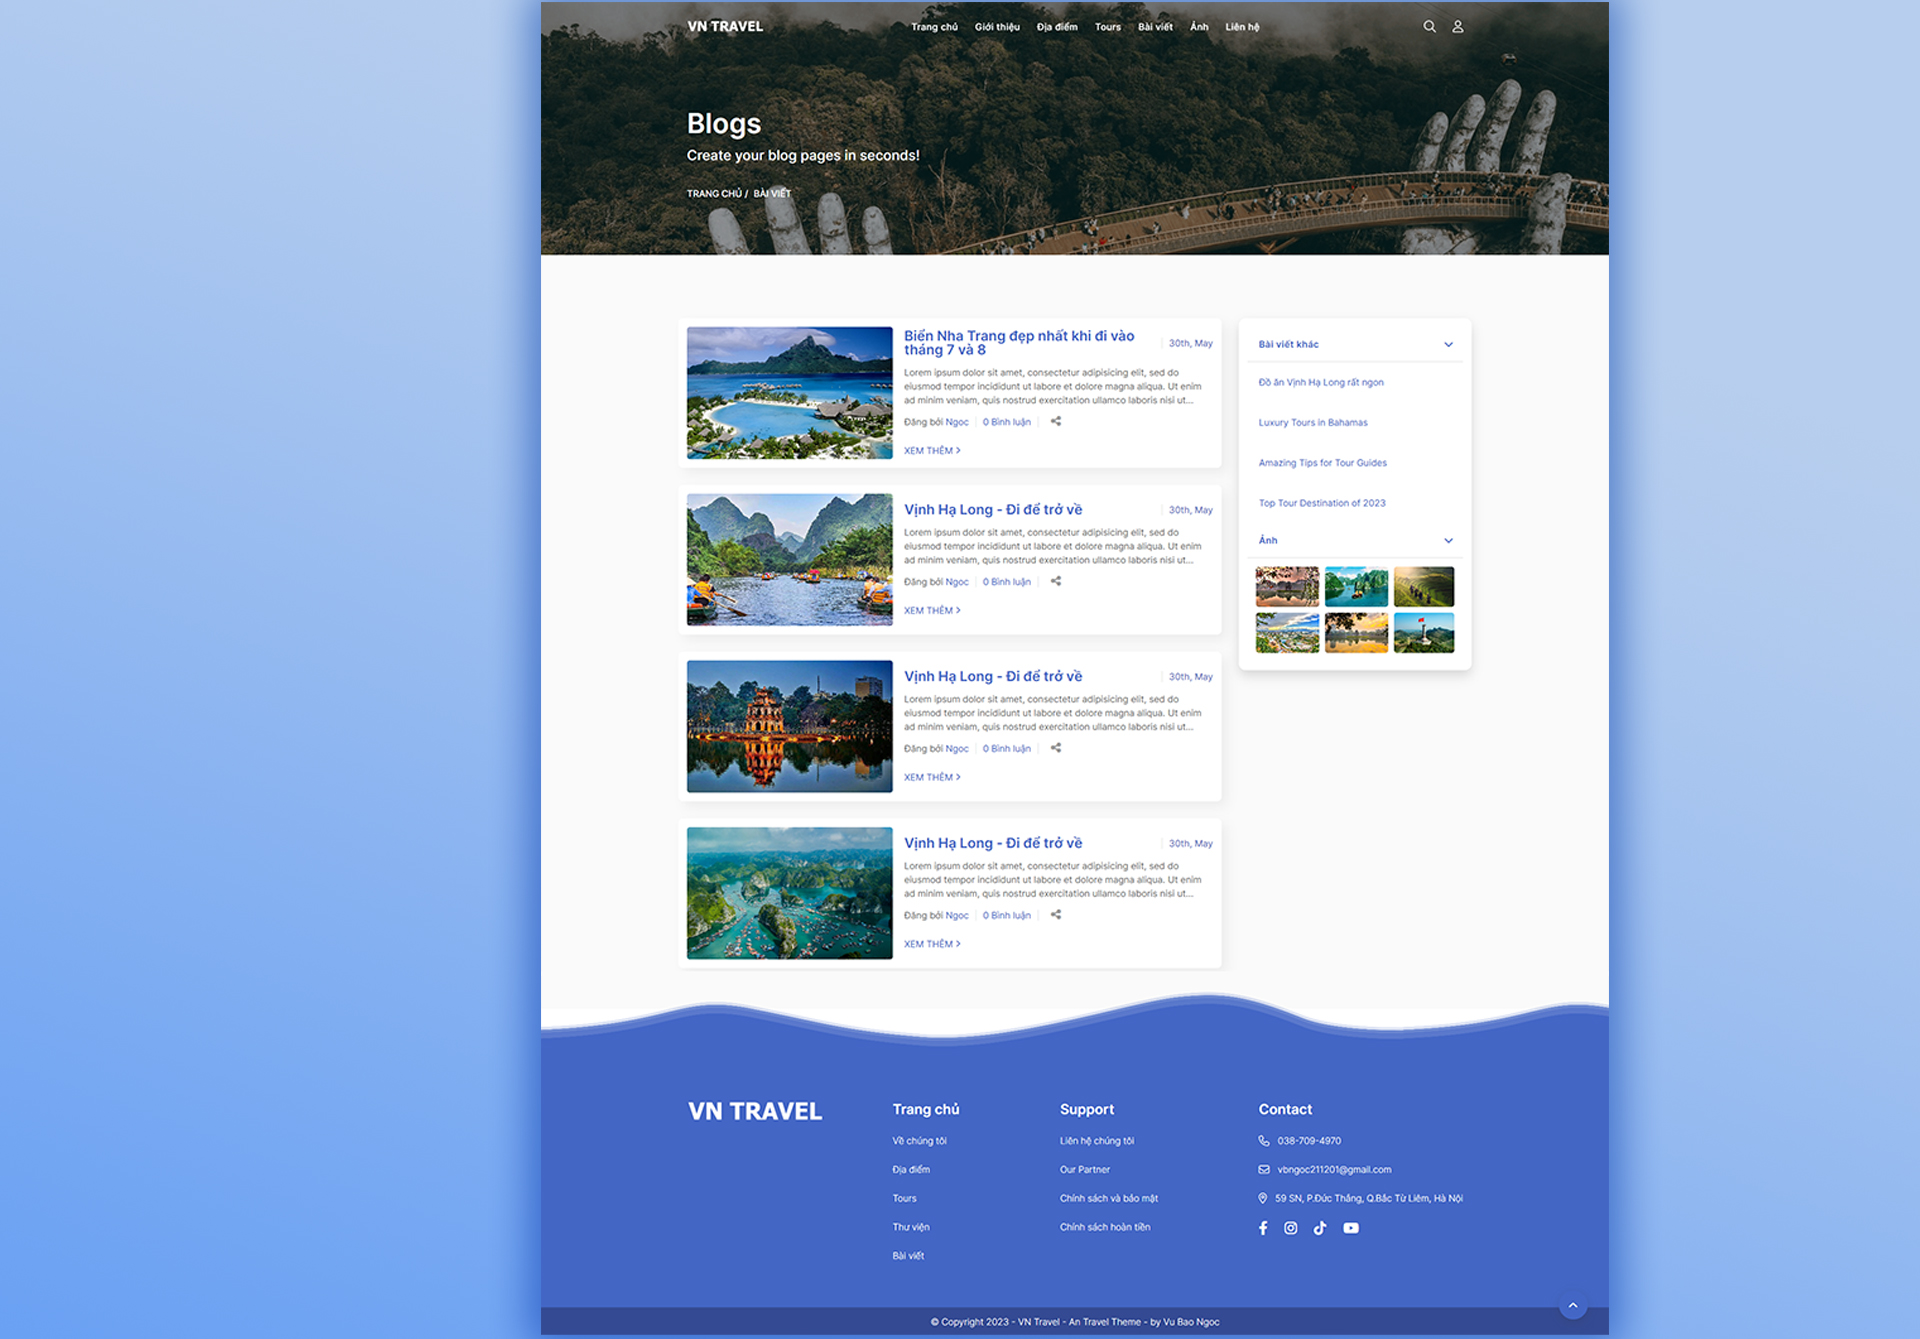 VN TRAVEL
Trang chủ Giới thiệu Địa điểm Tours Bài viết Ảnh Liên hệ
Blogs
Create your blog pages in seconds!
TRANG CHỦ / BÀI VIẾT
Biển Nha Trang đẹp nhất khi đi vào
tháng 7 và 8
30th, May
Lorem ipsum dolor sit amet, consectetur adipisicing elit, sed do
eiusmod tempor incididunt ut labore et dolore magna aliqua. Ut enim
ad minim veniam, quis nostrud exercitation ullamco laboris nisi ut...
Đăng bởi Ngọc 0 Bình luận
XEM THÊM >
Vịnh Hạ Long - Đi để trở về
30th, May
Lorem ipsum dolor sit amet, consectetur adipisicing elit, sed do
eiusmod tempor incididunt ut labore et dolore magna aliqua. Ut enim
ad minim veniam, quis nostrud exercitation ullamco laboris nisi ut...
Đăng bởi Ngọc 0 Bình luận
XEM THÊM >
Vịnh Hạ Long - Đi để trở về
30th, May
Lorem ipsum dolor sit amet, consectetur adipisicing elit, sed do
eiusmod tempor incididunt ut labore et dolore magna aliqua. Ut enim
ad minim veniam, quis nostrud exercitation ullamco laboris nisi ut...
Đăng bởi Ngọc 0 Bình luận
XEM THÊM >
Vịnh Hạ Long - Đi để trở về
30th, May
Lorem ipsum dolor sit amet, consectetur adipisicing elit, sed do
eiusmod tempor incididunt ut labore et dolore magna aliqua. Ut enim
ad minim veniam, quis nostrud exercitation ullamco laboris nisi ut...
Đăng bởi Ngọc 0 Bình luận
XEM THÊM >
Bài viết khác
Đồ ăn Vịnh Hạ Long rất ngon
Luxury Tours in Bahamas
Amazing Tips for Tour Guides
Top Tour Destination of 2023
Ảnh
VN TRAVEL
Trang chủ
Về chúng tôi
Địa điểm
Tours
Thư viện
Bài viết
Support
Liên hệ chúng tôi
Our Partner
Chính sách và bảo mật
Chính sách hoàn tiền
Contact
038-709-4970
vbngoc211201@gmail.com
59 SN, P.Đức Thắng, Q.Bắc Từ Liêm, Hà Nội
© Copyright 2023 - VN Travel - An Travel Theme - by Vu Bao Ngoc